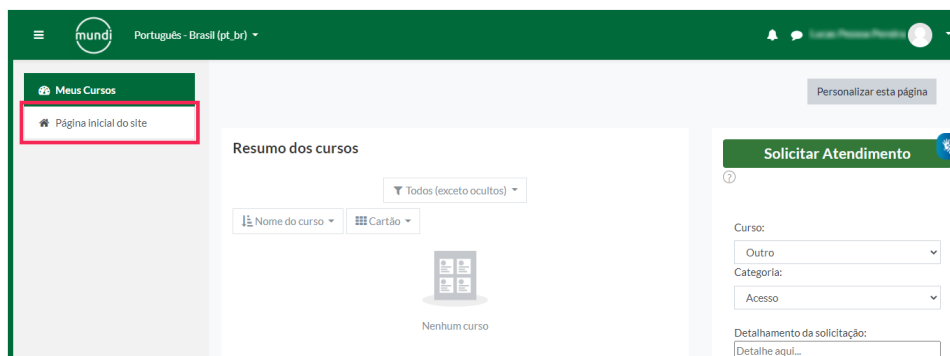 mundi
Português - Brasil (pt_br)
Meus Cursos
Página inicial do site
Personalizar esta página
Resumo dos cursos
Todos (exceto ocultos)
Nome do curso
Cartão
Nenhum curso
Solicitar Atendimento
?
Curso:
Outro
Categoria:
Acesso
Detalhamento da solicitação:
Detalhe aqui...